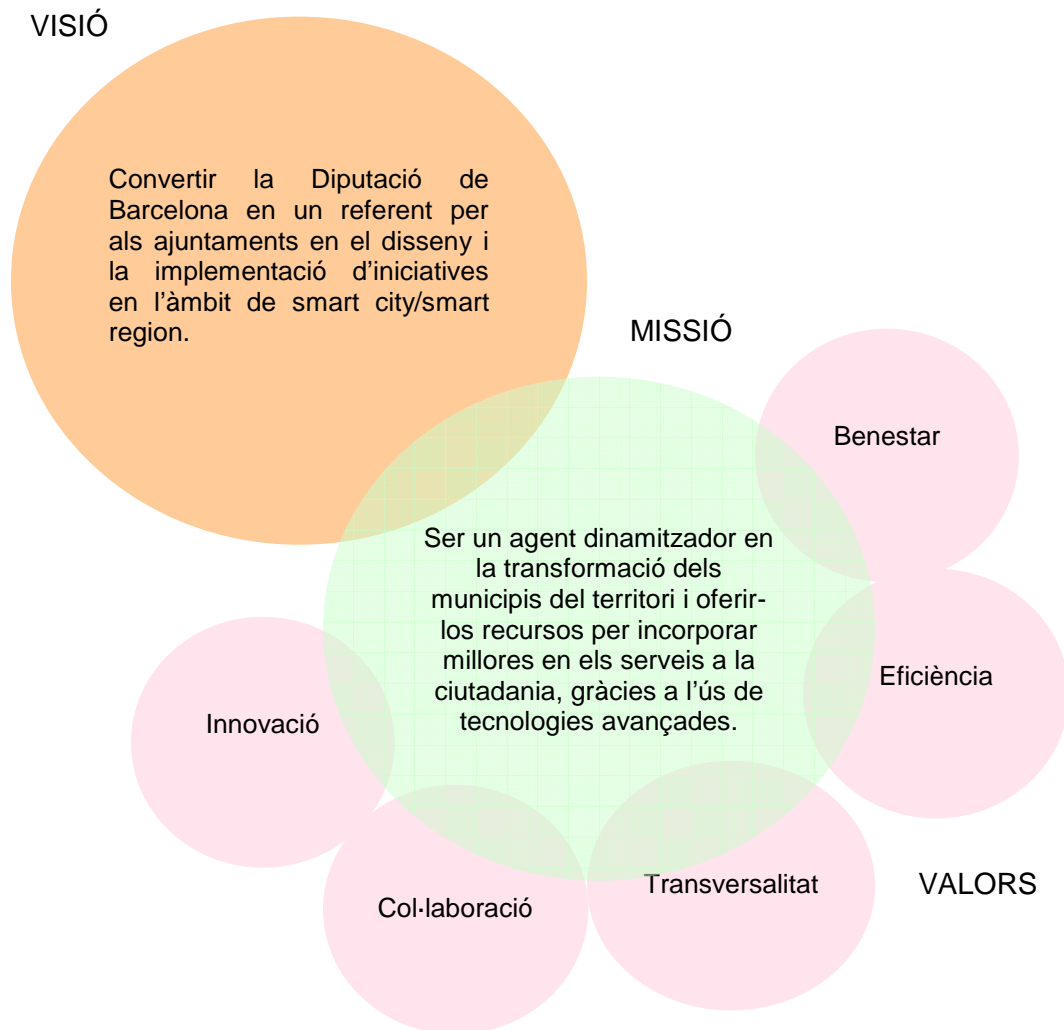 VISIÓ
Convertir la Diputació de
Barcelona en un referent per
als ajuntaments en el disseny i
la implementació d’iniciatives
en l’àmbit de smart city/smart
region.
MISSIÓ
Benestar
Ser un agent dinamitzador en
la transformació dels
municipis del territori i oferir-
los recursos per incorporar
millores en els serveis a la
ciutadania, gràcies a l’ús de
tecnologies avançades.
Eficiència
Innovació
Col·laboració
Transversalitat
VALORS